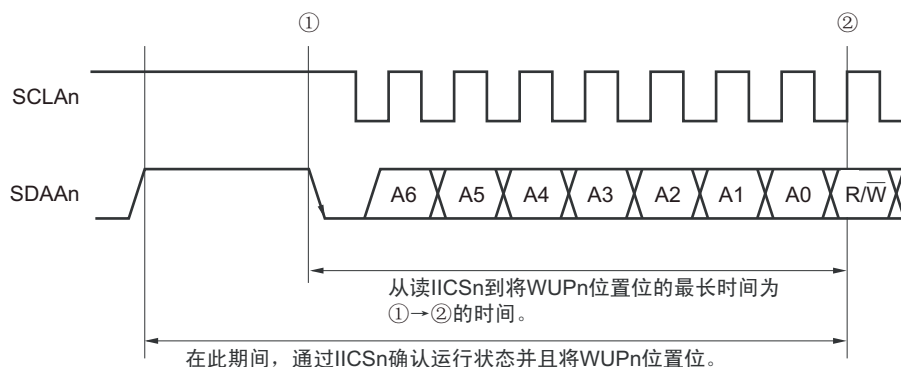 ① ②
SCLAn
SDAAn A6 A5 A4 A3 A2 A1 A0 R/W̅
从读IICSn到将WUPn位置位的最长时间为
①→②的时间。
在此期间，通过IICSn确认运行状态并且将WUPn位置位。